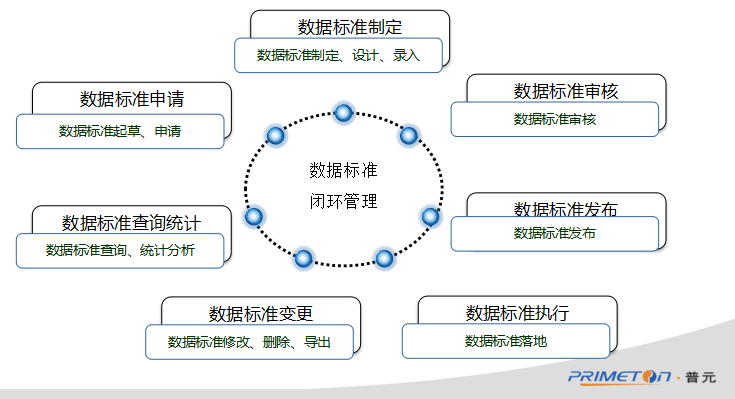 数据标准制定
数据标准制定、设计、录入
数据标准申请
数据标准起草、申请
数据标准审核
数据标准审核
数据标准
闭环管理
数据标准查询统计
数据标准查询、统计分析
数据标准发布
数据标准发布
数据标准变更
数据标准修改、删除、导出
数据标准执行
数据标准落地
PRIMETON·普元